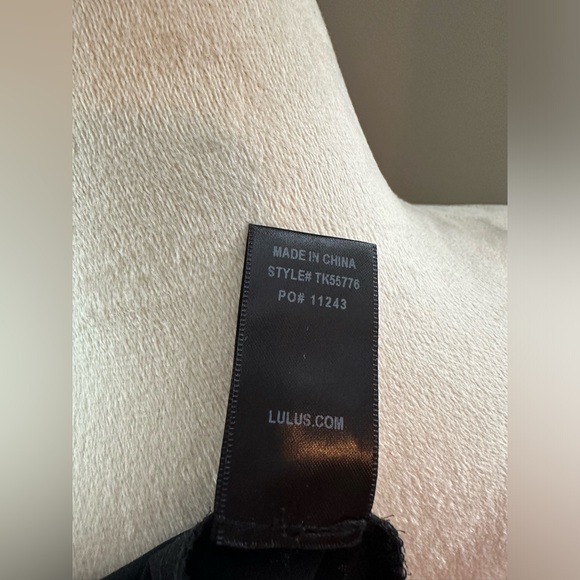 MADE IN CHINA
STYLE# TK55776
PO# 11243
LULUS.COM